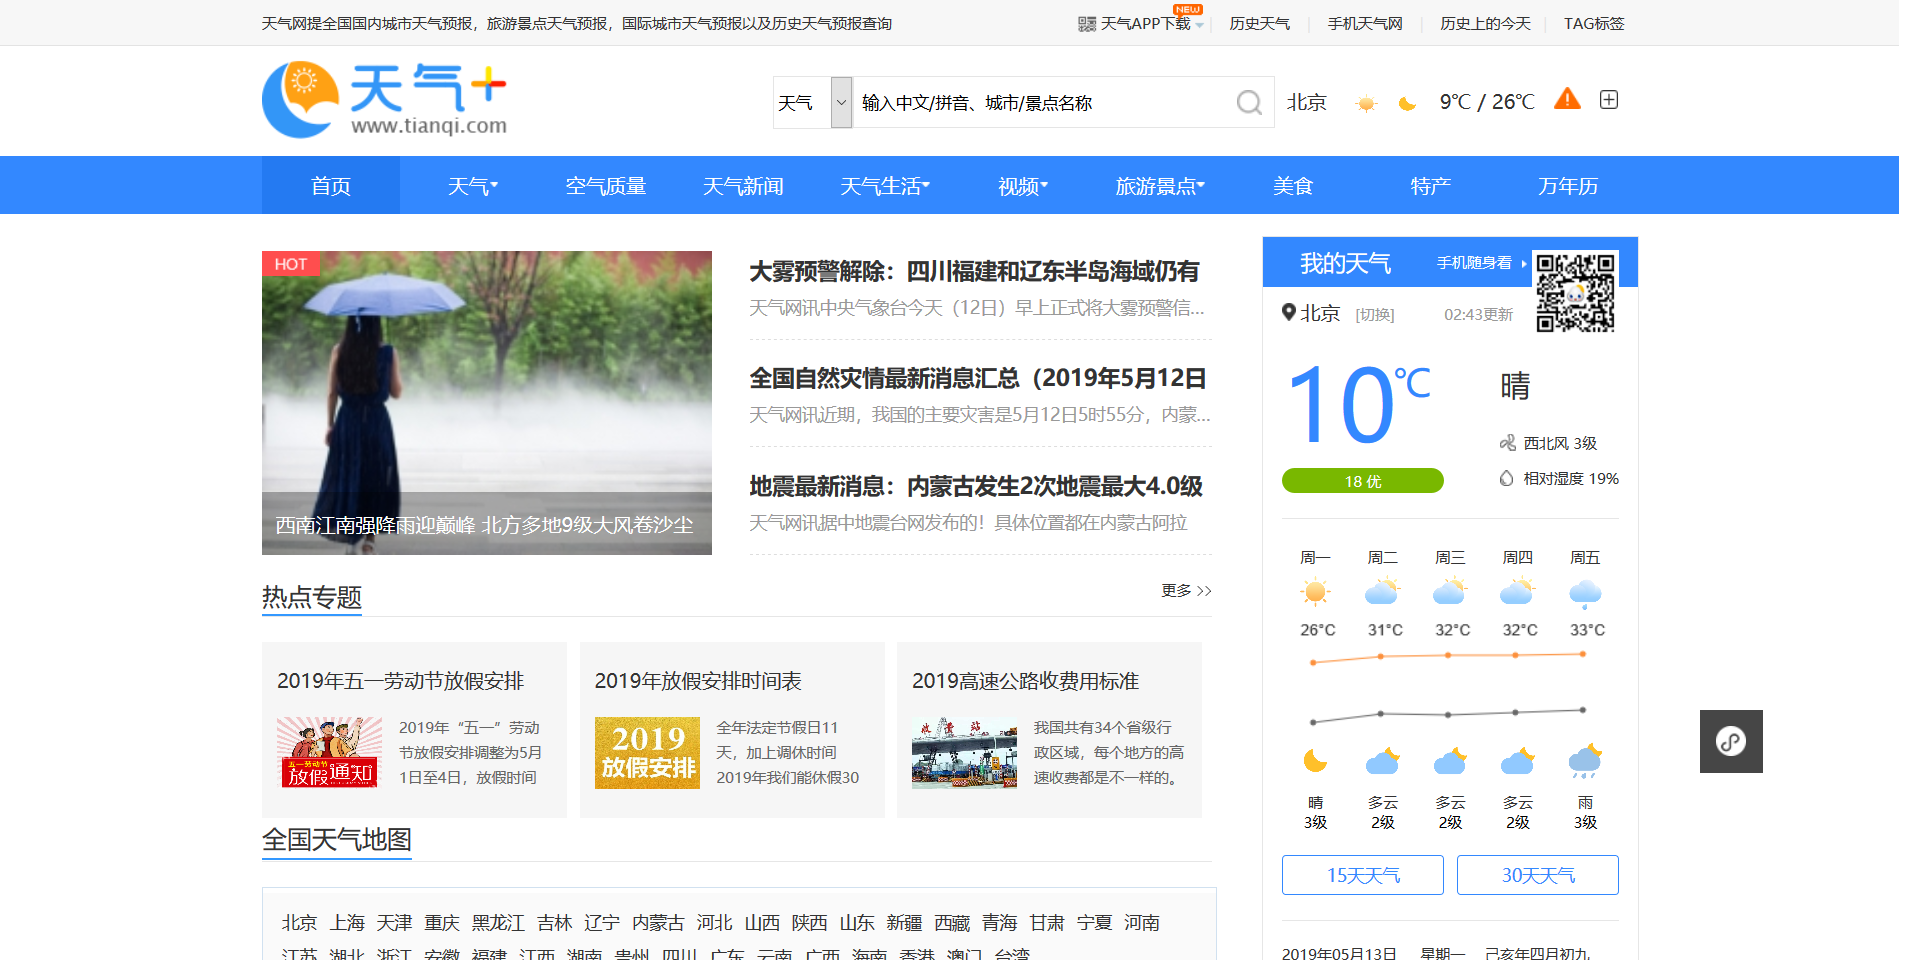 天气网提全国国内城市天气预报，旅游景点天气预报，国际城市天气预报以及历史天气预报查询
天气APP下载 NEW 历史天气 手机天气网 历史上的今天 TAG标签
天气+
www.tianqi.com
天气 输入中文/拼音、城市/景点名称 北京 9℃ / 26℃
首页 天气 空气质量 天气新闻 天气生活 视频 旅游景点 美食 特产 万年历
HOT
西南江南强降雨迎巅峰 北方多地9级大风卷沙尘
大雾预警解除：四川福建和辽东半岛海域仍有
天气网讯中央气象台今天（12日）早上正式将大雾预警信...
全国自然灾情最新消息汇总（2019年5月12日
天气网讯近期，我国的主要灾害是5月12日5时55分，内蒙...
地震最新消息：内蒙古发生2次地震最大4.0级
天气网讯据中地震台网发布的！具体位置都在内蒙古阿拉
热点专题
更多 >>
2019年五一劳动节放假安排
五一劳动节
放假通知
2019年“五一”劳动
节放假安排调整为5月
1日至4日，放假时间
2019年放假安排时间表
2019
放假安排
全年法定节假日11
天，加上调休时间
2019年我们能休假30
2019高速公路收费用标准
收费站
我国共有34个省级行
政区域，每个地方的高
速收费都是不一样的。
全国天气地图
北京 上海 天津 重庆 黑龙江 吉林 辽宁 内蒙古 河北 山西 陕西 山东 新疆 西藏 青海 甘肃 宁夏 河南
江苏 湖北 浙江 安徽 福建 江西 湖南 贵州 四川 广东 云南 广西 海南 香港 澳门 台湾
我的天气 手机随身看
北京 [切换] 02:43更新
10℃ 晴
西北风 3级
18 优
相对湿度 19%
周一 周二 周三 周四 周五
26°C 31°C 32°C 32°C 33°C
晴 多云 多云 多云 雨
3级 2级 2级 2级 3级
15天天气 30天天气
2019年05月13日 星期一 己亥年四月初九